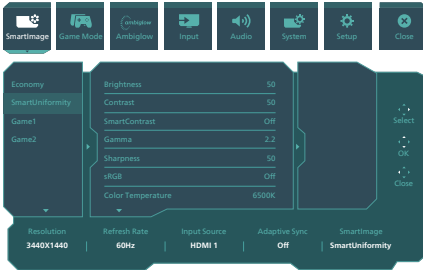 SmartImage Game Mode Ambiglow Input Audio System Setup Close
ambiglow
Economy
SmartUniformity
Game1
Game2
Brightness 50
Contrast 50
SmartContrast Off
Gamma 2.2
Sharpness 50
sRGB Off
Color Temperature 6500K
Select
OK
Close
Resolution Refresh Rate Input Source Adaptive Sync SmartImage
3440X1440 | 60Hz | HDMI 1 | Off | SmartUniformity